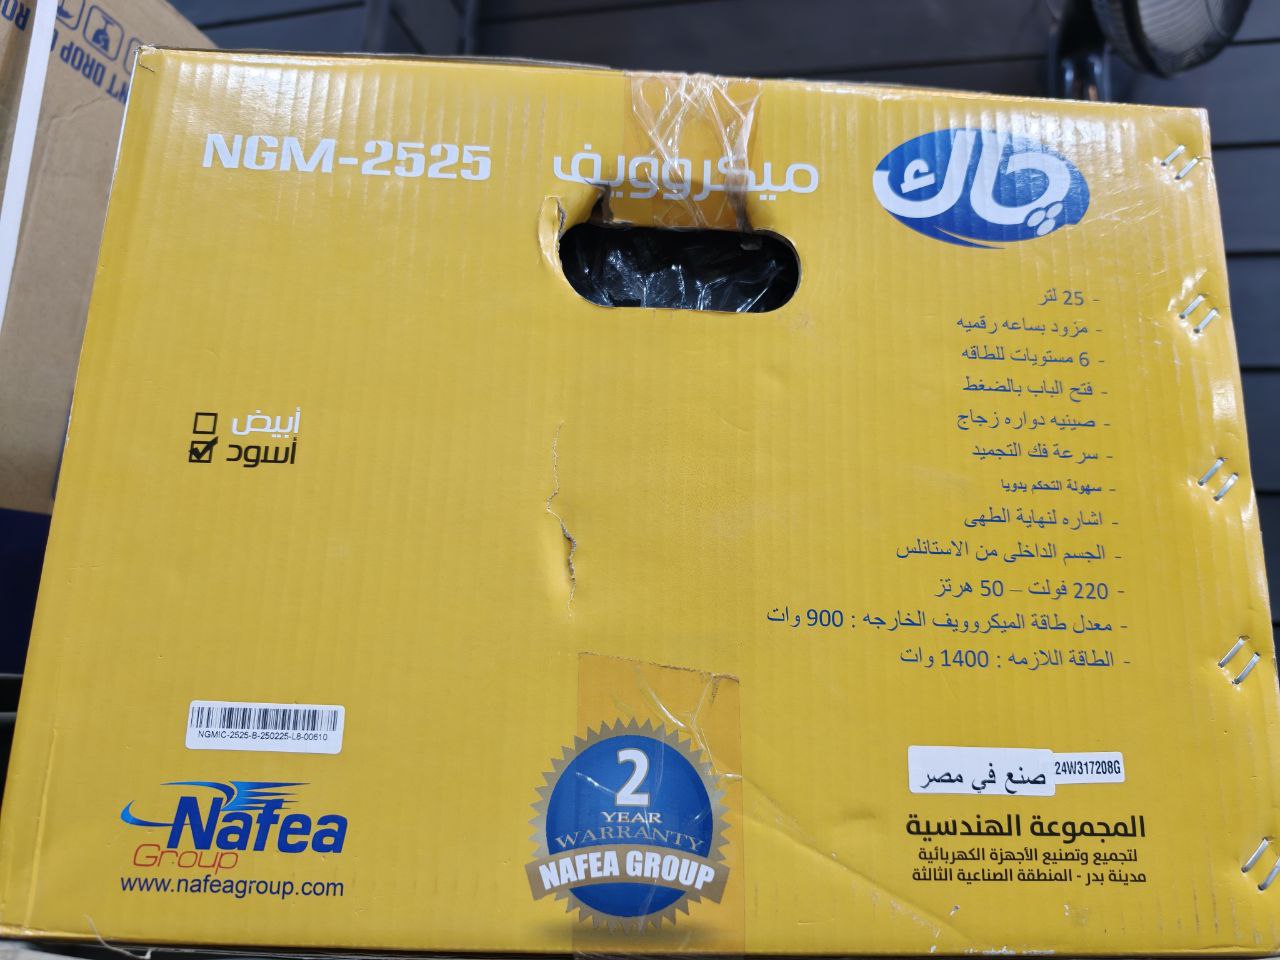 N'T DROP
NGM-2525
ميكروويف
چاك
- 25 لتر
- مزود بساعه رقميه
- 6 مستويات للطاقه
- فتح الباب بالضغط
- صينيه دواره زجاج
- سرعة فك التجميد
- سهولة التحكم يدويا
- اشاره لنهاية الطهى
- الجسم الداخلى من الاستانلس
- 220 فولت – 50 هرتز
- معدل طاقة الميكروويف الخارجه : 900 وات
- الطاقة اللازمه : 1400 وات
أبيض
أسود
NGMIC-2525-B-250225-L8-00610
Nafea
Group
www.nafeagroup.com
2
YEAR
WARRANTY
NAFEA GROUP
صنع في مصر
24W317208G
المجموعة الهندسية
لتجميع وتصنيع الأجهزة الكهربائية
مدينة بدر - المنطقة الصناعية الثالثة